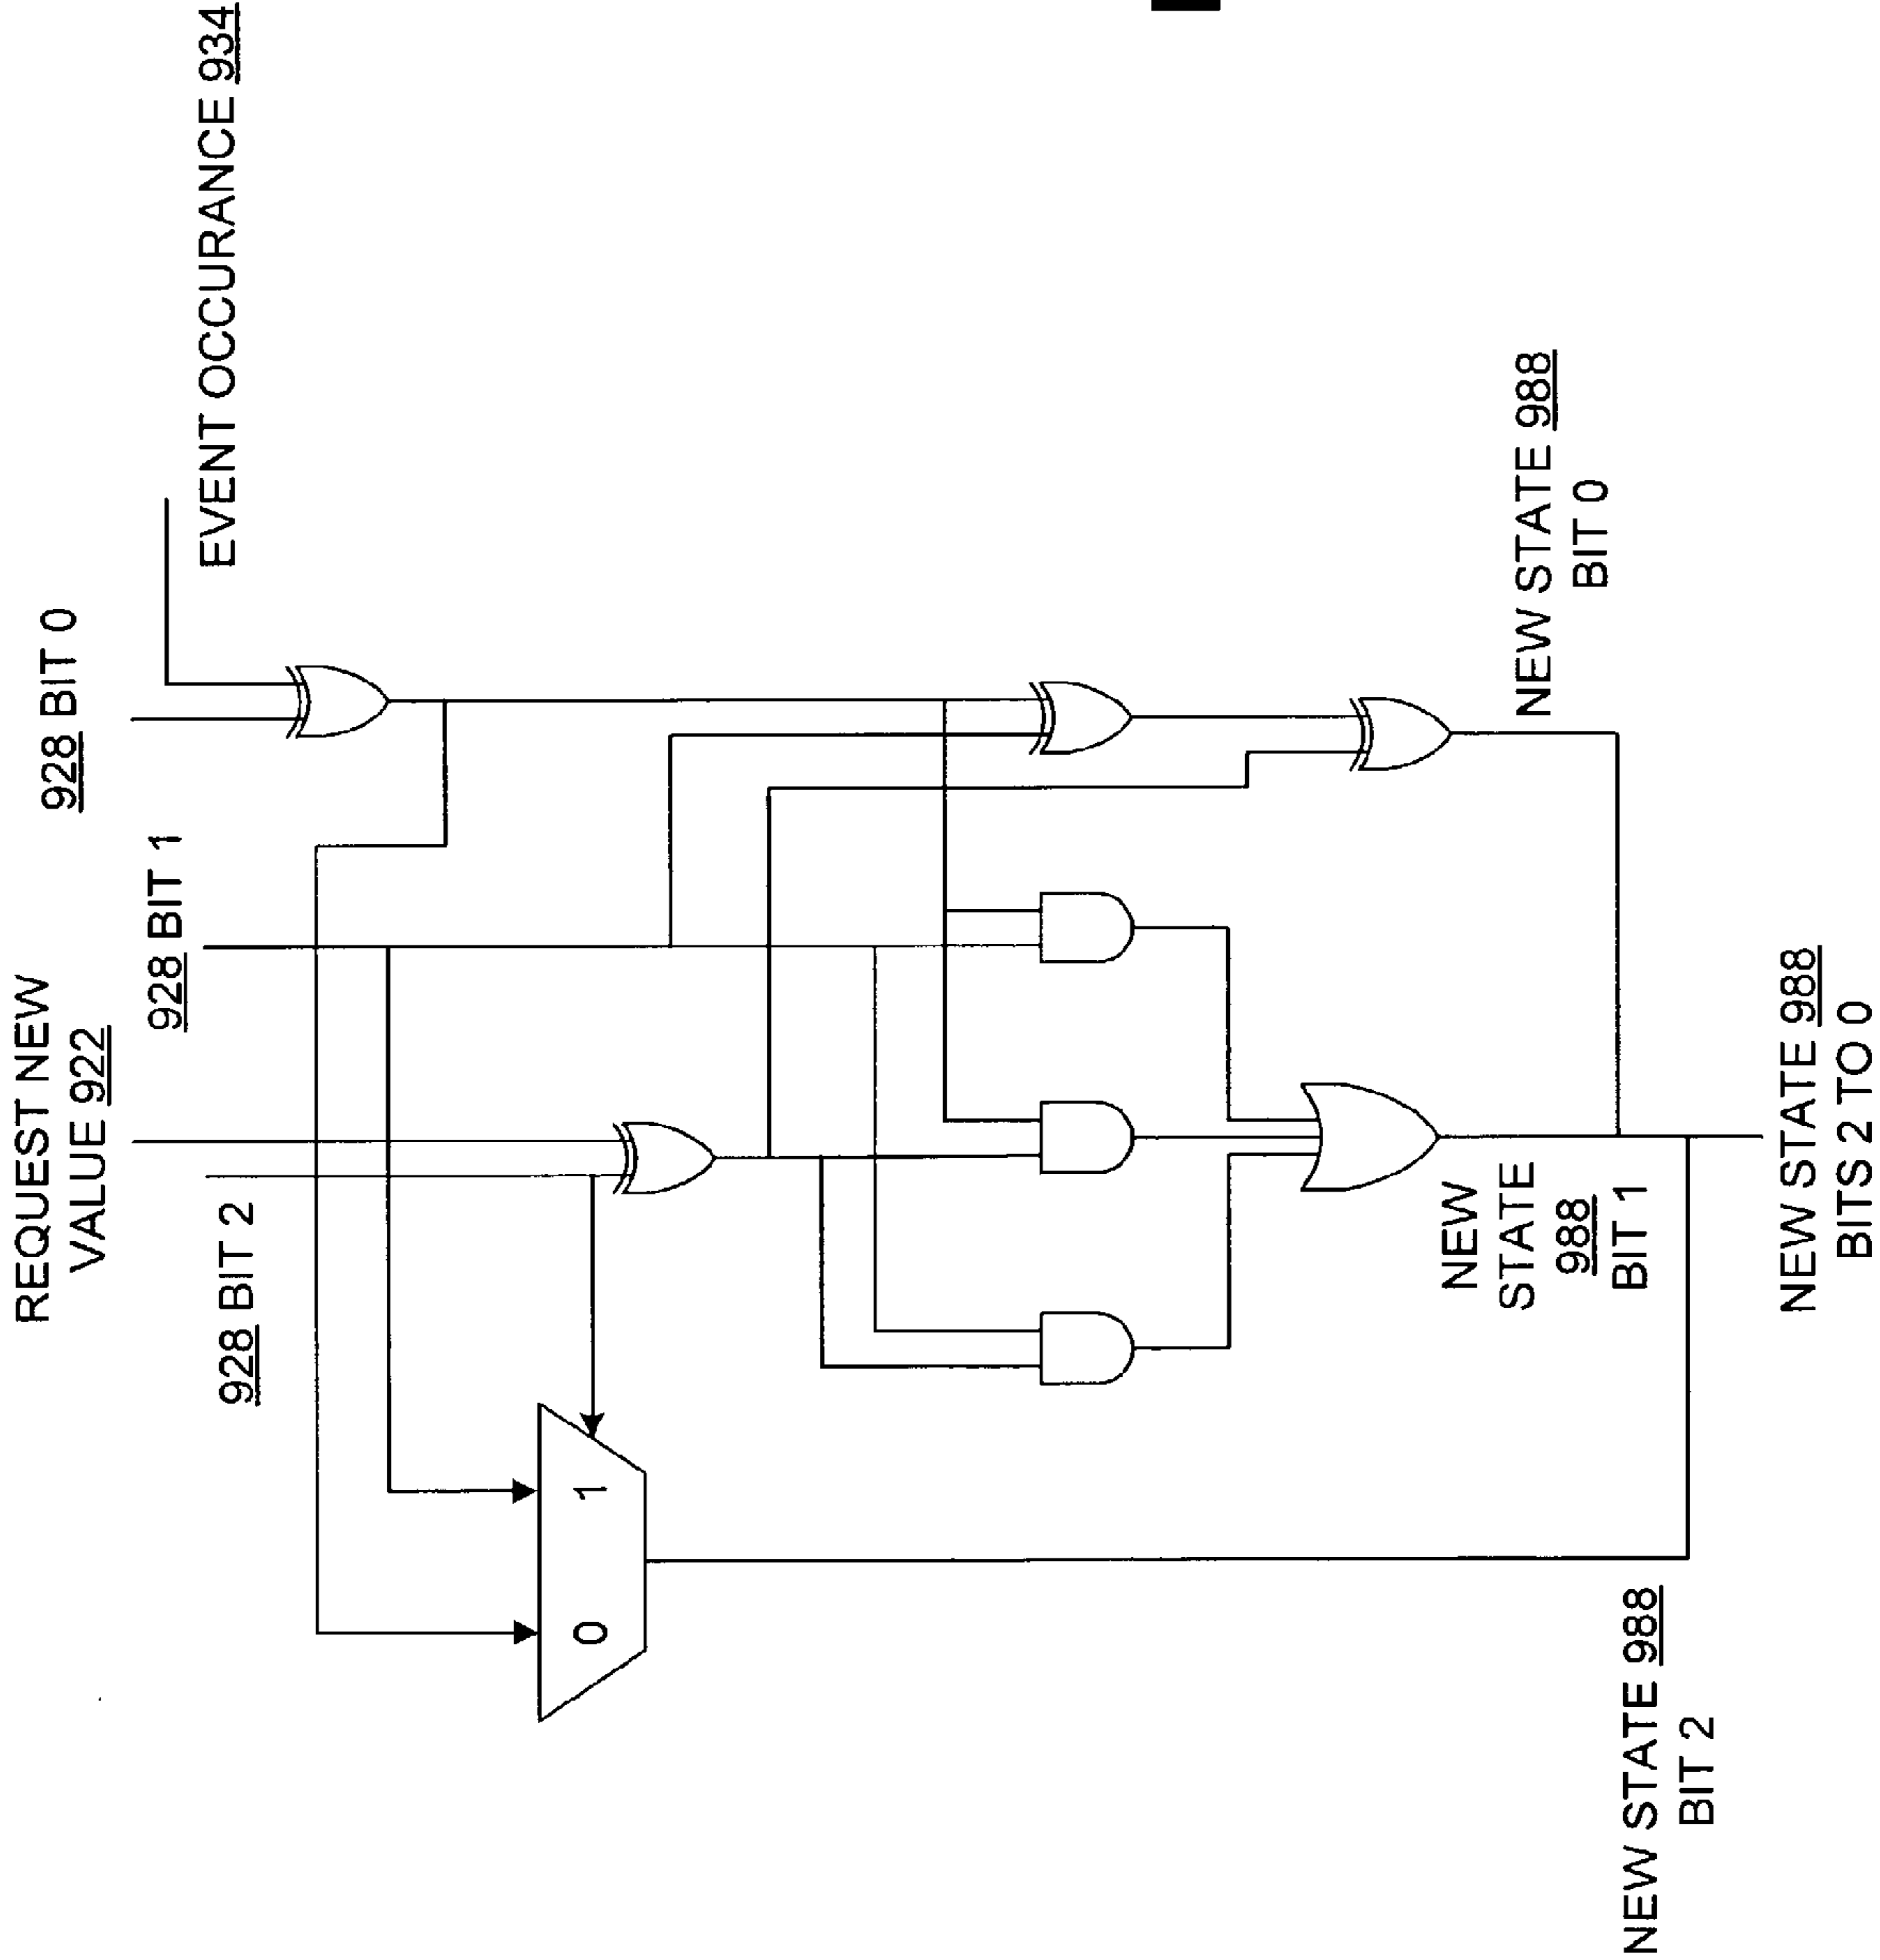 REQUEST NEW
VALUE 922
928 BIT 2
928 BIT 1
928 BIT 0
EVENT OCCURANCE 934
0
1
NEW STATE 988
BIT 2
NEW
STATE
988
BIT 1
NEW STATE 988
BIT 0
NEW STATE 988
BITS 2 TO 0